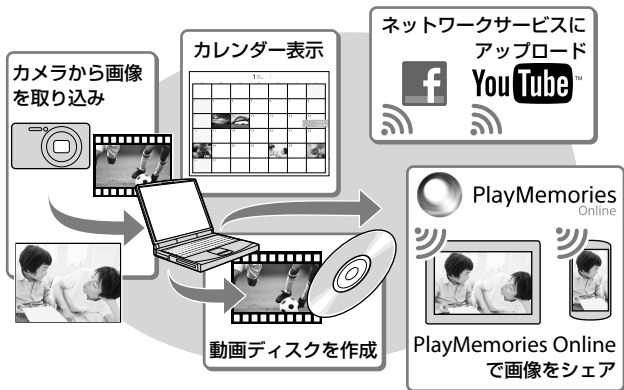 カメラから画像
を取り込み
カレンダー表示
1
ネットワークサービスに
アップロード
f
You Tube™
PlayMemories
Online
動画ディスクを作成
PlayMemories Online
で画像をシェア